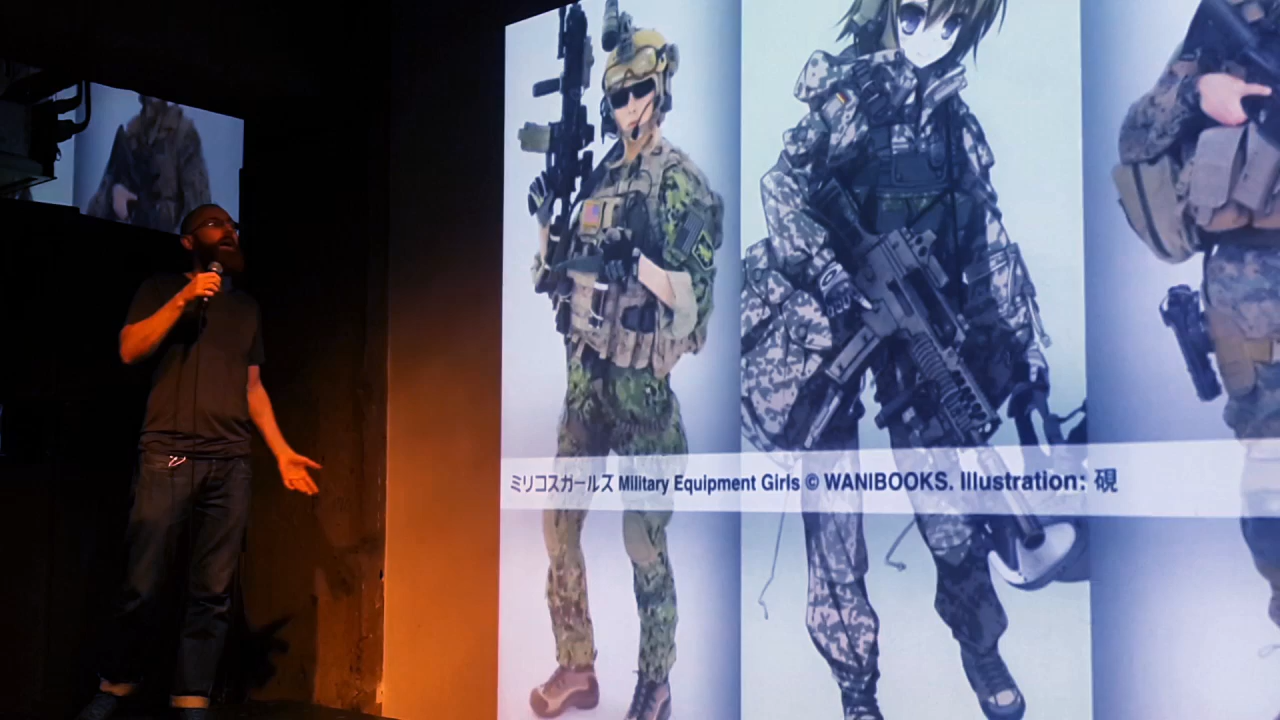 ミリコスガールズ Military Equipment Girls © WANIBOOKS. Illustration: 硯